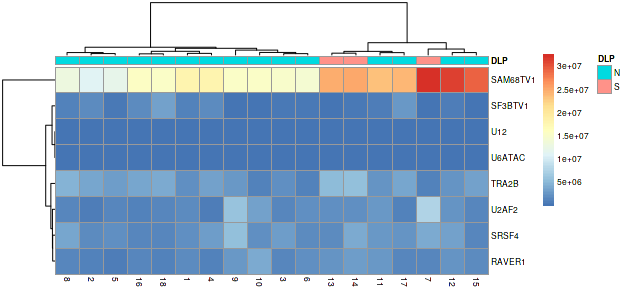 DLP
SAM68TV1
SF3BTV1
U12
U6ATAC
TRA2B
U2AF2
SRSF4
RAVER1
8 2 5 16 18 1 4 9 10 3 6 13 14 11 17 7 12 15
3e+07
2.5e+07
2e+07
1.5e+07
1e+07
5e+06
DLP
N
S